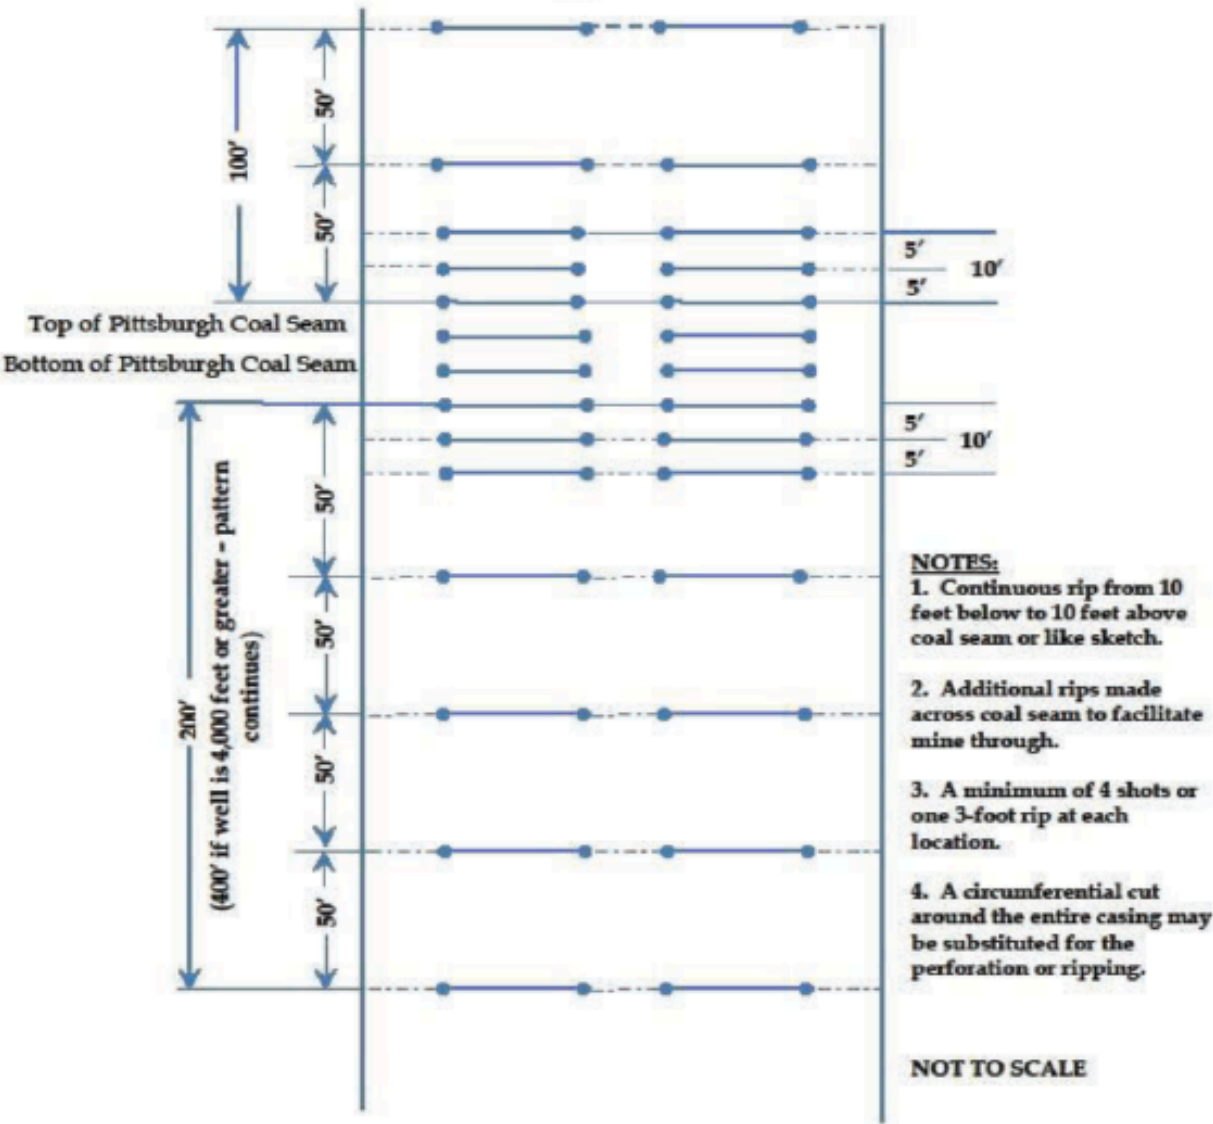 50′
100′
50′
5′
10′
5′
Top of Pittsburgh Coal Seam
Bottom of Pittsburgh Coal Seam
5′
10′
5′
50′
200′
(400′ if well is 4,000 feet or greater – pattern
continues)
50′
50′
50′
NOTES:
1. Continuous rip from 10
feet below to 10 feet above
coal seam or like sketch.
2. Additional rips made
across coal seam to facilitate
mine through.
3. A minimum of 4 shots or
one 3-foot rip at each
location.
4. A circumferential cut
around the entire casing may
be substituted for the
perforation or ripping.
NOT TO SCALE